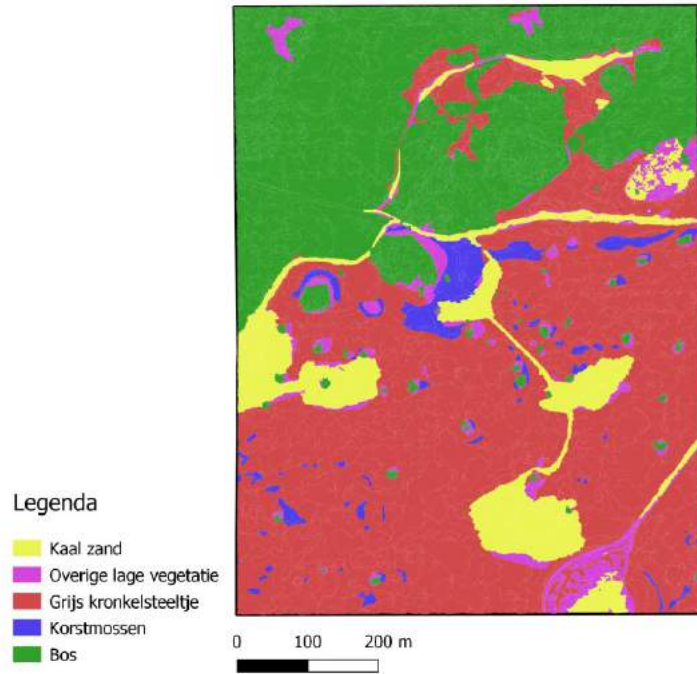 Legenda
Kaal zand
Overige lage vegetatie
Grijs kronkelsteeltje
Korstmossen
Bos
0 100 200 m